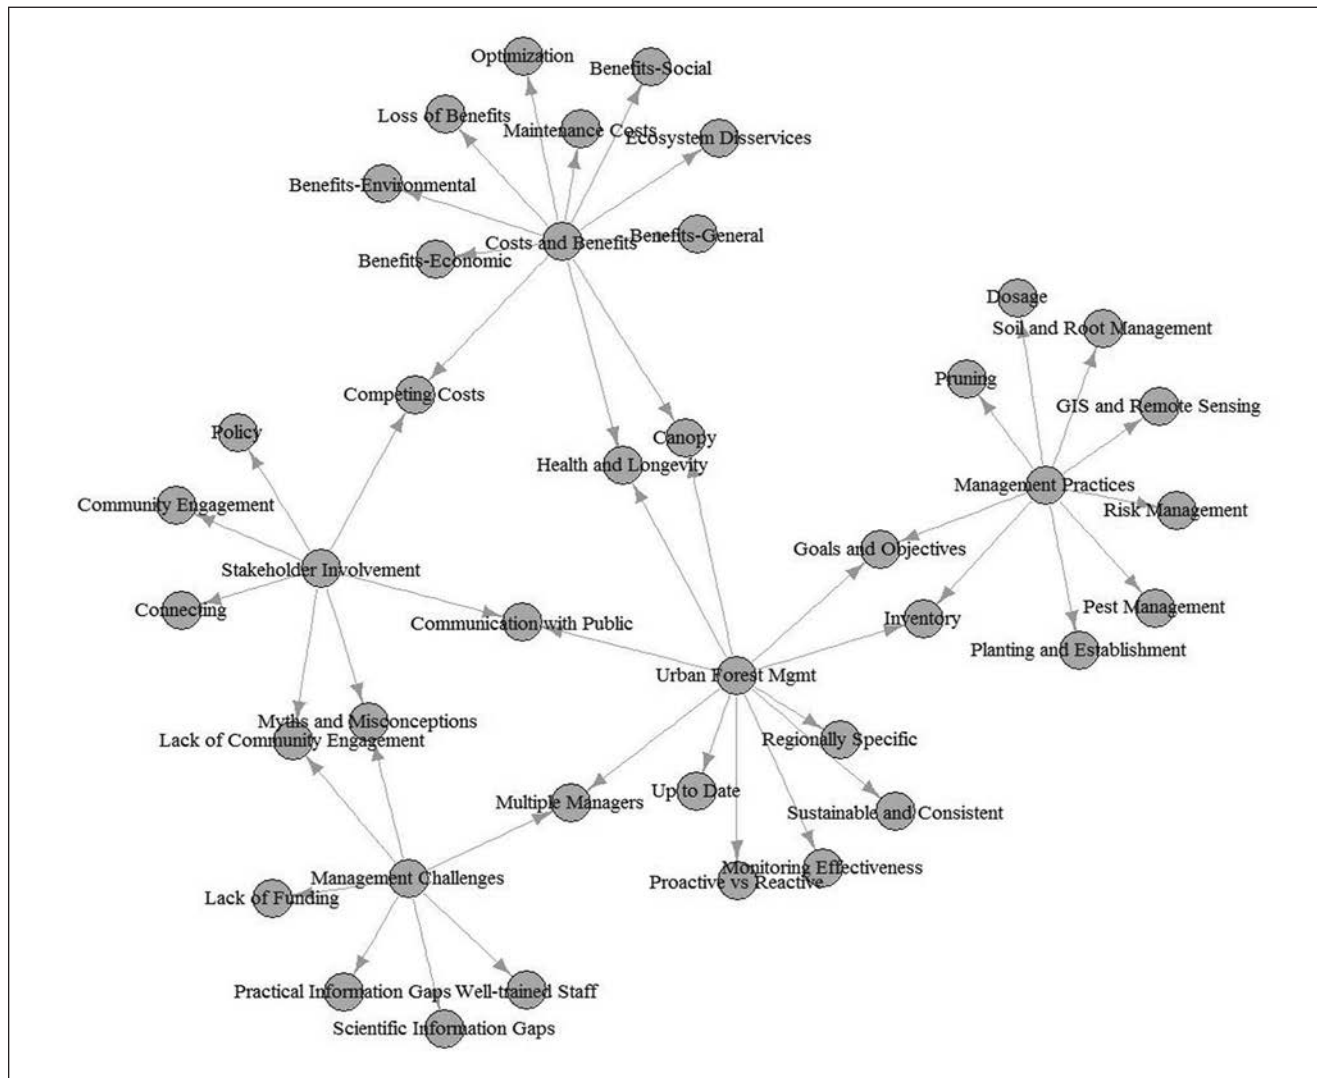 Optimization
Benefits-Social
Loss of Benefits
Maintenance Costs
Ecosystem Disservices
Benefits-Environmental
Costs and Benefits
Benefits-General
Benefits-Economic
Dosage
Soil and Root Management
Pruning
Competing Costs
GIS and Remote Sensing
Policy
Canopy
Health and Longevity
Management Practices
Community Engagement
Risk Management
Goals and Objectives
Stakeholder Involvement
Connecting
Communication with Public
Inventory
Pest Management
Planting and Establishment
Urban Forest Mgmt
Myths and Misconceptions
Lack of Community Engagement
Regionally Specific
Up to Date
Multiple Managers
Sustainable and Consistent
Monitoring Effectiveness
Proactive vs Reactive
Management Challenges
Lack of Funding
Practical Information Gaps
Well-trained Staff
Scientific Information Gaps